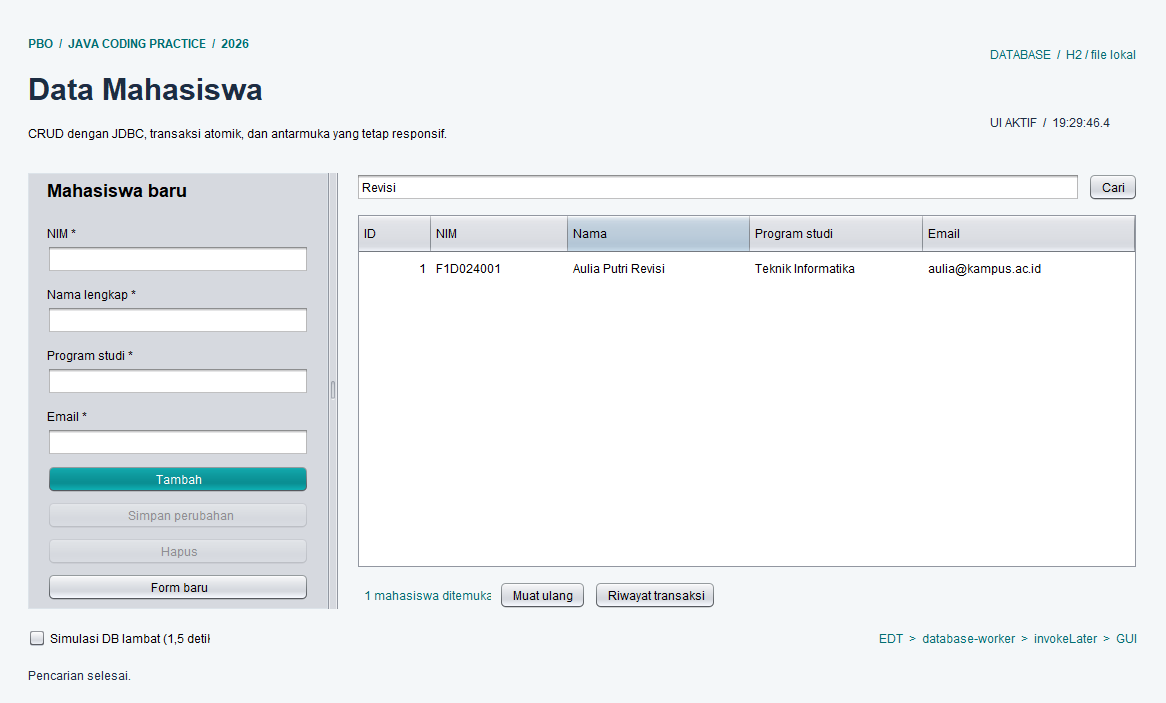 PBO / JAVA CODING PRACTICE / 2026
DATABASE / H2 / file lokal
Data Mahasiswa
UI AKTIF / 19:29:46.4
CRUD dengan JDBC, transaksi atomik, dan antarmuka yang tetap responsif.
Mahasiswa baru
NIM *
Nama lengkap *
Program studi *
Email *
Tambah
Simpan perubahan
Hapus
Form baru
Revisi
Cari
ID NIM Nama Program studi Email
1 F1D024001 Aulia Putri Revisi Teknik Informatika aulia@kampus.ac.id
1 mahasiswa ditemuka Muat ulang Riwayat transaksi
Simulasi DB lambat (1,5 deti
EDT > database-worker > invokeLater > GUI
Pencarian selesai.